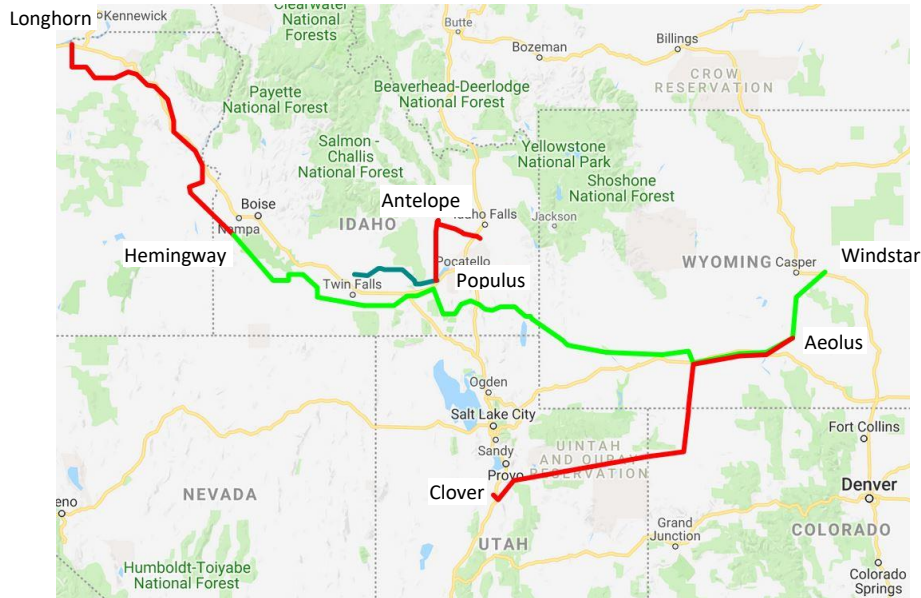 Longhorn
Kennewick
Clearwater
National
Forests
Butte
Bozeman
Billings
CROW
RESERVATION
Payette
National Forest
Beaverhead-Deerlodge
National Forest
Salmon -
Challis
National Forest
Yellowstone
National Park
Shoshone
National Forest
Antelope
Boise
Nampa
IDAHO
Idaho Falls
Jackson
Hemingway
Pocatello
Populus
Twin Falls
WYOMING
Casper
Windstar
Aeolus
Ogden
Salt Lake City
Sandy
Provo
UINTAH
AND OURAY
RESERVATION
Fort Collins
Clover
Denver
NEVADA
eno
UTAH
Grand
Junction
COLORADO
Humboldt-Toiyabe
National Forest
Colorado
Springs